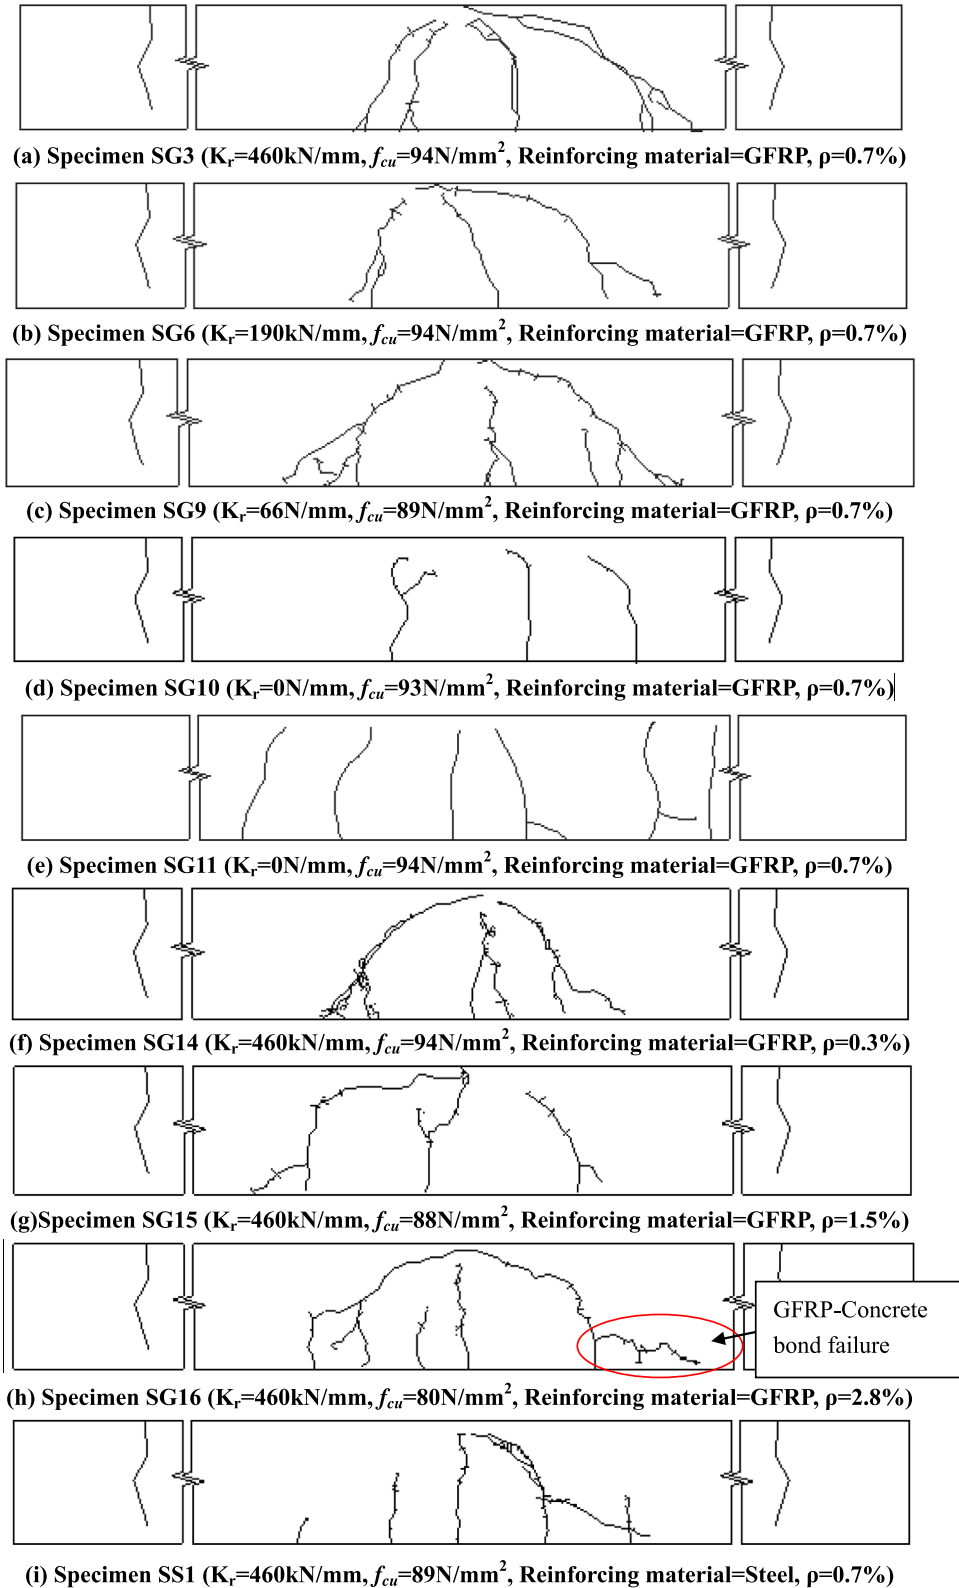 (a) Specimen SG3 (Kr=460kN/mm, fcu=94N/mm², Reinforcing material=GFRP, ρ=0.7%)
(b) Specimen SG6 (Kr=190kN/mm, fcu=94N/mm², Reinforcing material=GFRP, ρ=0.7%)
(c) Specimen SG9 (Kr=66N/mm, fcu=89N/mm², Reinforcing material=GFRP, ρ=0.7%)
(d) Specimen SG10 (Kr=0N/mm, fcu=93N/mm², Reinforcing material=GFRP, ρ=0.7%)
(e) Specimen SG11 (Kr=0N/mm, fcu=94N/mm², Reinforcing material=GFRP, ρ=0.7%)
(f) Specimen SG14 (Kr=460kN/mm, fcu=94N/mm², Reinforcing material=GFRP, ρ=0.3%)
(g)Specimen SG15 (Kr=460kN/mm, fcu=88N/mm², Reinforcing material=GFRP, ρ=1.5%)
GFRP-Concrete
bond failure
(h) Specimen SG16 (Kr=460kN/mm, fcu=80N/mm², Reinforcing material=GFRP, ρ=2.8%)
(i) Specimen SS1 (Kr=460kN/mm, fcu=89N/mm², Reinforcing material=Steel, ρ=0.7%)